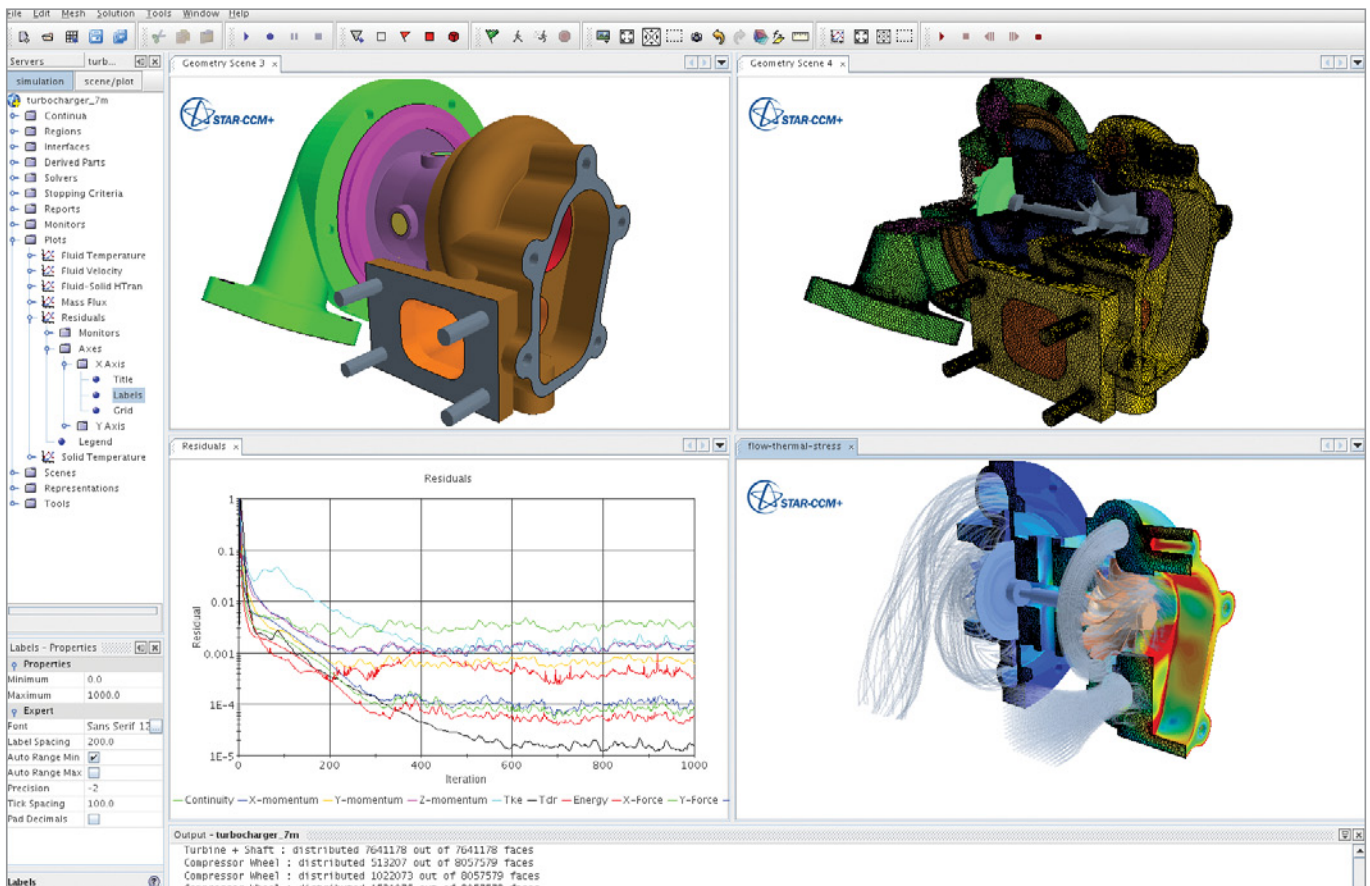 File Edit Mesh Solution Tools Window Help
Servers turb...
simulation scene/plot
turbocharger_7m
Continua
Regions
Interfaces
Derived Parts
Solvers
Stopping Criteria
Reports
Monitors
Plots
Fluid Temperature
Fluid Velocity
Fluid-Solid HTran
Mass Flux
Residuals
Monitors
Axes
X Axis
Title
Labels
Grid
Y Axis
Legend
Solid Temperature
Scenes
Representations
Tools
Labels - Properties
Properties
Minimum 0.0
Maximum 1000.0
Expert
Font Sans Serif 12
Label Spacing 200.0
Auto Range Min
Auto Range Max
Precision -2
Tick Spacing 100.0
Pad Decimals
Labels
Geometry Scene 3
STAR-CCM+
Geometry Scene 4
STAR-CCM+
Residuals
Residuals
1
0.1
0.01
0.001
1E-4
1E-5
Residual
0 200 400 600 800 1000
Iteration
Continuity X-momentum Y-momentum Z-momentum Tke Tdr Energy X-Force Y-Force
flow-thermal-stress
STAR-CCM+
Output - turbocharger_7m
Turbine + Shaft : distributed 7641178 out of 7641178 faces
Compressor Wheel : distributed 513207 out of 8057579 faces
Compressor Wheel : distributed 1022073 out of 8057579 faces